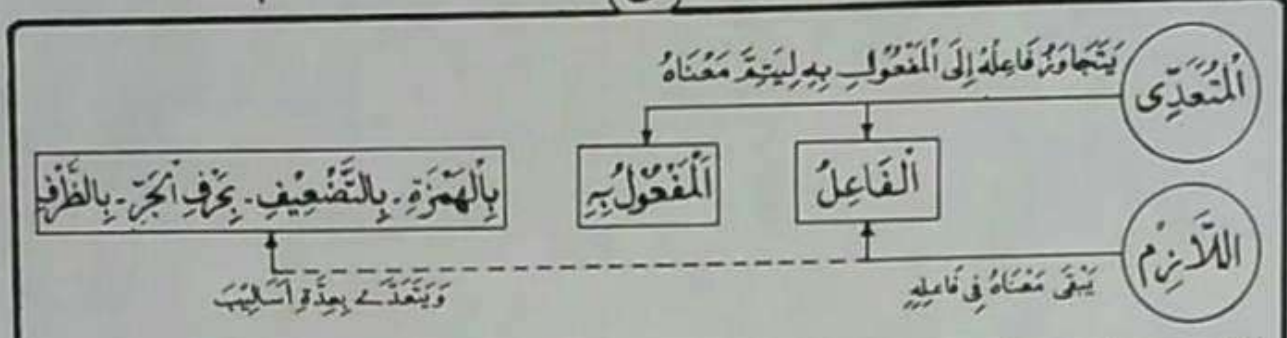 يَتَجَاوَزُ فَاعِلَهُ إِلَى الْمَفْعُولِ بِهِ لِيَتِمَّ مَعْنَاهُ
الْمُتَعَدِّى
الْفَاعِلُ
اَلْمَفْعُولُ بِهِ
بِالْهَمْزَةِ - بِالتَّضْعِيفِ - بِحَرْفِ الْجَرِّ - بِالظَّرْفِ
اللَّازِم
يَبْقَى مَعْنَاهُ فِى فَاعِلِهِ
وَيَتَعَدَّى بِعِدَّةِ أَسَالِيبَ